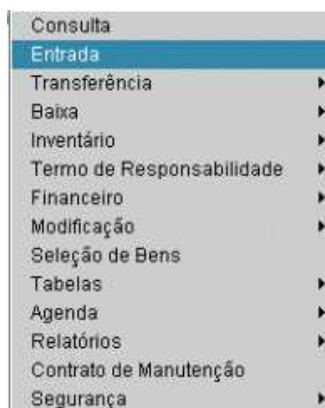 Consulta
Entrada
Transferência
Baixa
Inventário
Termo de Responsabilidade
Financeiro
Modificação
Seleção de Bens
Tabelas
Agenda
Relatórios
Contrato de Manutenção
Segurança